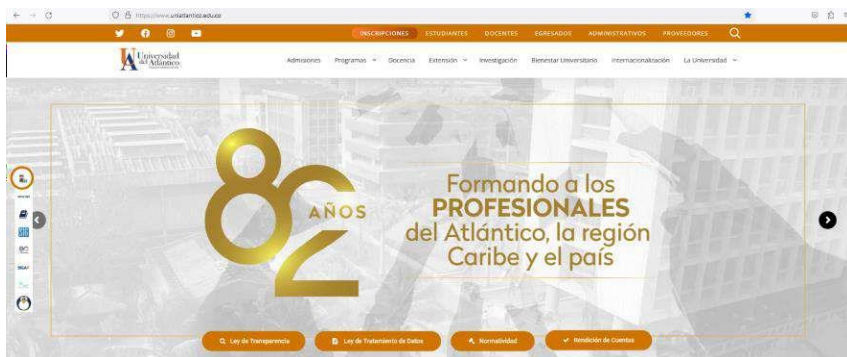 https://www.uniatlantico.edu.co
INSCRIPCIONES ESTUDIANTES DOCENTES EGRESADOS ADMINISTRATIVOS PROVEEDORES
Universidad
del Atlántico
Admisiones Programas Docencia Extensión Investigación Bienestar Universitario Internacionalización La Universidad
82
AÑOS
Formando a los
PROFESIONALES
del Atlántico, la región
Caribe y el país
Ley de Transparencia Ley de Tratamiento de Datos Normatividad Rendición de Cuentas